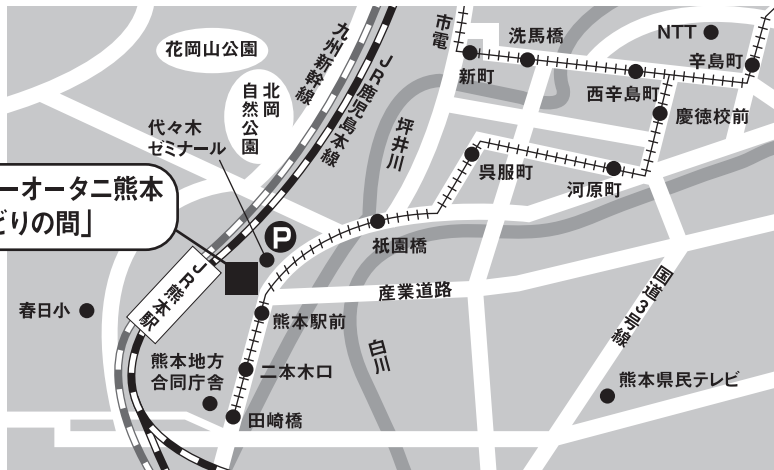 市電
洗馬橋
NTT
辛島町
新町
西辛島町
慶徳校前
花岡山公園
九州新幹線
JR鹿児島本線
北岡
自然公園
坪井川
代々木
ゼミナール
呉服町
河原町
ーオータニ熊本
どりの間」
P
祇園橋
産業道路
国道3号線
JR熊本駅
春日小
熊本駅前
白川
熊本地方
合同庁舎
二本木口
熊本県民テレビ
田崎橋